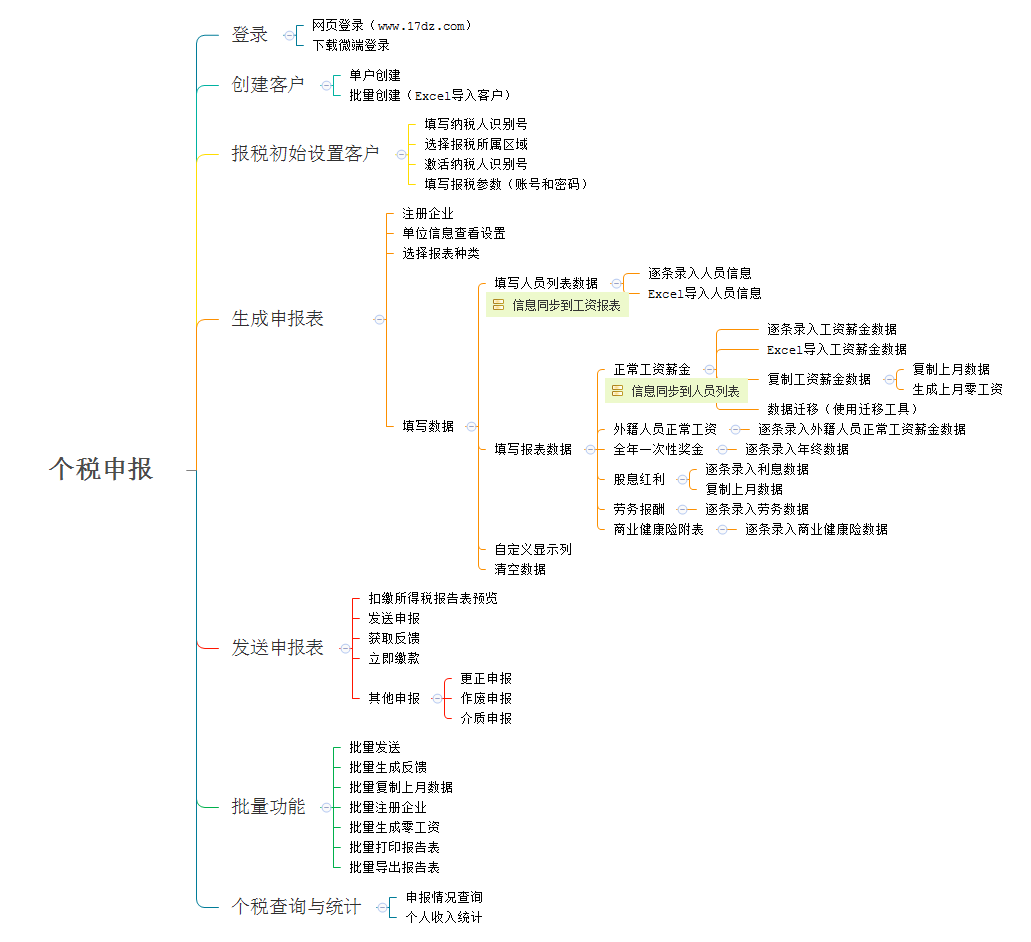 个税申报
登录
网页登录（www.17dz.com）
下载微端登录
创建客户
单户创建
批量创建（Excel导入客户）
报税初始设置客户
填写纳税人识别号
选择报税所属区域
激活纳税人识别号
填写报税参数（账号和密码）
生成申报表
注册企业
单位信息查看设置
选择报表种类
填写数据
填写人员列表数据
信息同步到工资报表
逐条录入人员信息
Excel导入人员信息
填写报表数据
正常工资薪金
信息同步到人员列表
逐条录入工资薪金数据
Excel导入工资薪金数据
复制工资薪金数据
复制上月数据
生成上月零工资
数据迁移（使用迁移工具）
外籍人员正常工资
逐条录入外籍人员正常工资薪金数据
全年一次性奖金
逐条录入年终数据
股息红利
逐条录入利息数据
复制上月数据
劳务报酬
逐条录入劳务数据
商业健康险附表
逐条录入商业健康险数据
自定义显示列
清空数据
发送申报表
扣缴所得税报告表预览
发送申报
获取反馈
立即缴款
其他申报
更正申报
作废申报
介质申报
批量功能
批量发送
批量生成反馈
批量复制上月数据
批量注册企业
批量生成零工资
批量打印报告表
批量导出报告表
个税查询与统计
申报情况查询
个人收入统计